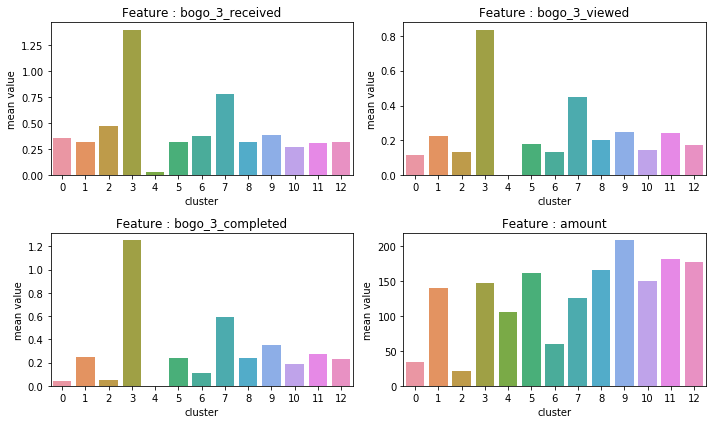 Feature : bogo_3_received
mean value
1.25
1.00
0.75
0.50
0.25
0.00
0 1 2 3 4 5 6 7 8 9 10 11 12
cluster
Feature : bogo_3_viewed
mean value
0.8
0.6
0.4
0.2
0.0
0 1 2 3 4 5 6 7 8 9 10 11 12
cluster
Feature : bogo_3_completed
mean value
1.2
1.0
0.8
0.6
0.4
0.2
0.0
0 1 2 3 4 5 6 7 8 9 10 11 12
cluster
Feature : amount
mean value
200
150
100
50
0
0 1 2 3 4 5 6 7 8 9 10 11 12
cluster